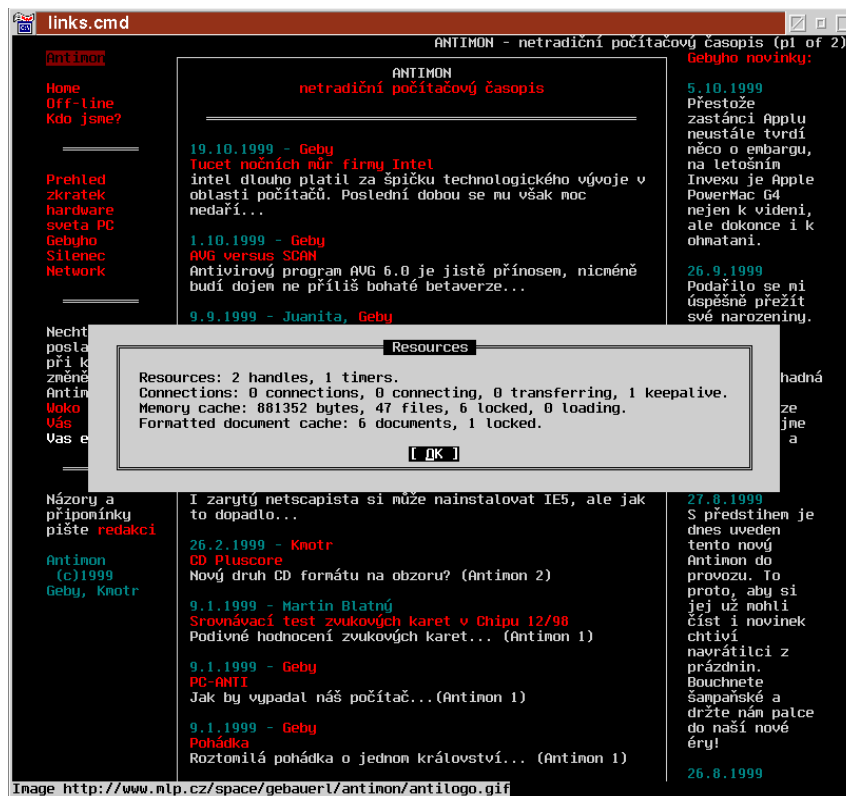 links.cmd
ANTIMON - netradiční počítačový časopis (p1 of 2)
Antimon
Home
Off-line
Kdo jsme?
Prehled
zkratek
hardware
sveta PC
Gebyho
Silenec
Network
Necht
posla
při k
změně
Antim
Woko
Vás
Vas e
Názory a
připomínky
pište redakci
Antimon
(c)1999
Geby, Kmotr
ANTIMON
netradiční počítačový časopis
19.10.1999 - Geby
Tucet nočních můr firmy Intel
intel dlouho platil za špičku technologického vývoje v
oblasti počítačů. Poslední dobou se mu však moc
nedaří...
1.10.1999 - Geby
AVG versus SCAN
Antivirový program AVG 6.0 je jistě přínosem, nicméně
budí dojem ne příliš bohaté betaverze...
9.9.1999 - Juanita, Geby
Resources
Resources: 2 handles, 1 timers.
Connections: 0 connections, 0 connecting, 0 transferring, 1 keepalive.
Memory cache: 881352 bytes, 47 files, 6 locked, 0 loading.
Formatted document cache: 6 documents, 1 locked.
[ OK ]
I zarytý netscapista si může nainstalovat IE5, ale jak
to dopadlo...
26.2.1999 - Kmotr
CD Pluscore
Nový druh CD formátu na obzoru? (Antimon 2)
9.1.1999 - Martin Blatný
Srovnávací test zvukových karet v Chipu 12/98
Podivné hodnocení zvukových karet... (Antimon 1)
9.1.1999 - Geby
PC-ANTI
Jak by vypadal náš počítač...(Antimon 1)
9.1.1999 - Geby
Pohádka
Roztomilá pohádka o jednom království... (Antimon 1)
Gebyho novinky:
5.10.1999
Přestože
zastánci Applu
neustále tvrdí
něco o embargu,
na letošním
Invexu je Apple
PowerMac G4
nejen k videni,
ale dokonce i k
ohmatani.
26.9.1999
Podařilo se mi
úspěšně přežít
své narozeniny.
hadná
ze
jme
a
27.8.1999
S předstihem je
dnes uveden
tento nový
Antimon do
provozu. To
proto, aby si
jej už mohli
číst i novinek
chtiví
navrátilci z
prázdnin.
Bouchnete
šampaňské a
držte nám palce
do naší nové
éry!
26.8.1999
Image http://www.mlp.cz/space/gebauerl/antimon/antilogo.gif